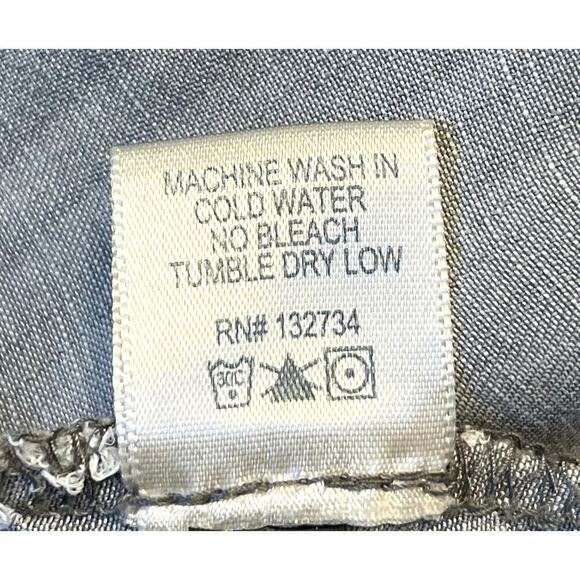 MACHINE WASH IN
COLD WATER
NO BLEACH
TUMBLE DRY LOW
RN# 132734
30°C